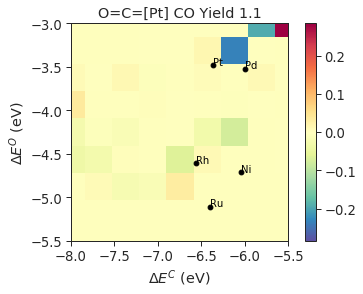 O=C=[Pt] CO Yield 1.1
−3.0
−3.5
−4.0
−4.5
−5.0
−5.5
ΔE^O (eV)
Pt
Pd
Rh
Ni
Ru
−8.0 −7.5 −7.0 −6.5 −6.0 −5.5
ΔE^C (eV)
0.2
0.1
0.0
−0.1
−0.2